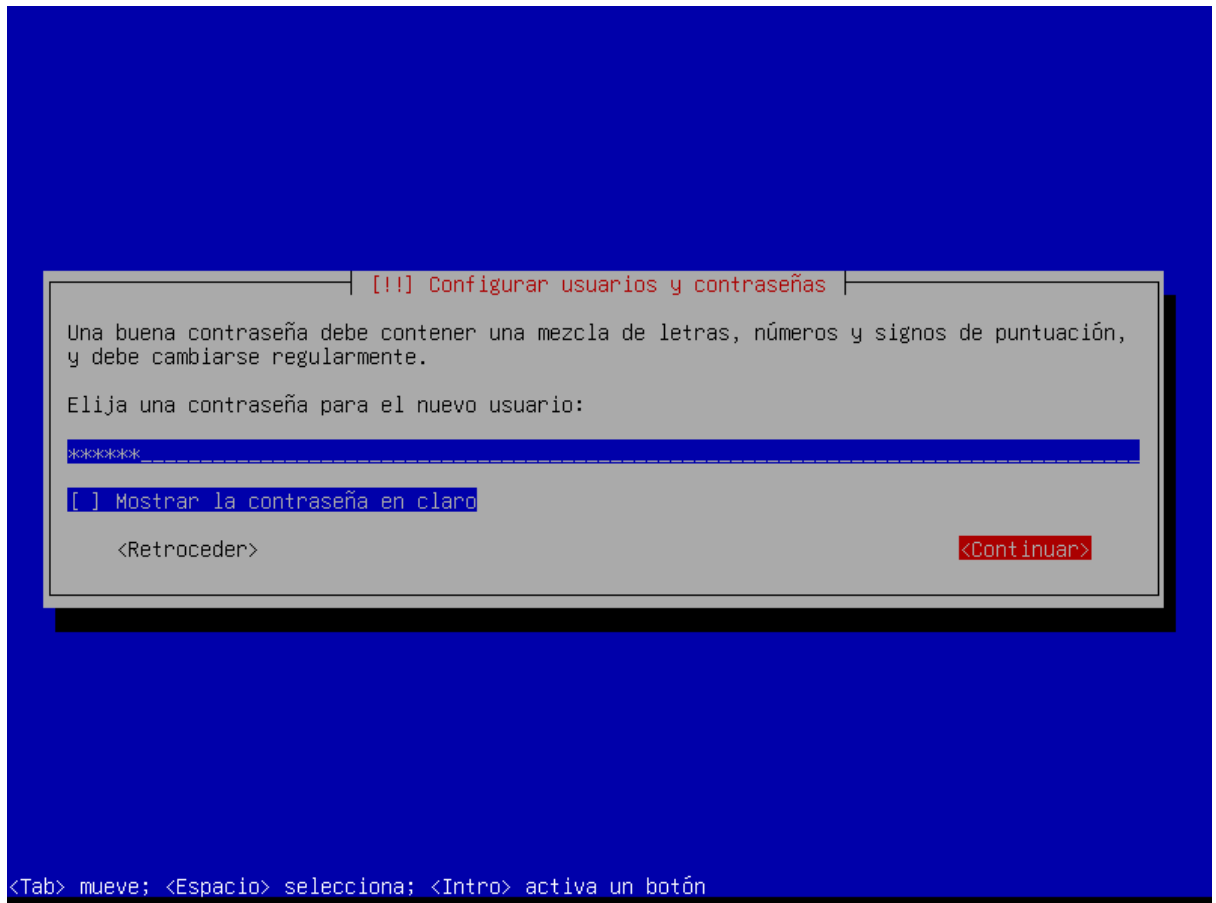 [!!] Configurar usuarios y contraseñas
Una buena contraseña debe contener una mezcla de letras, números y signos de puntuación,
y debe cambiarse regularmente.
Elija una contraseña para el nuevo usuario:
******
[ ] Mostrar la contraseña en claro
<Retroceder> <Continuar>
<Tab> mueve; <Espacio> selecciona; <Intro> activa un botón